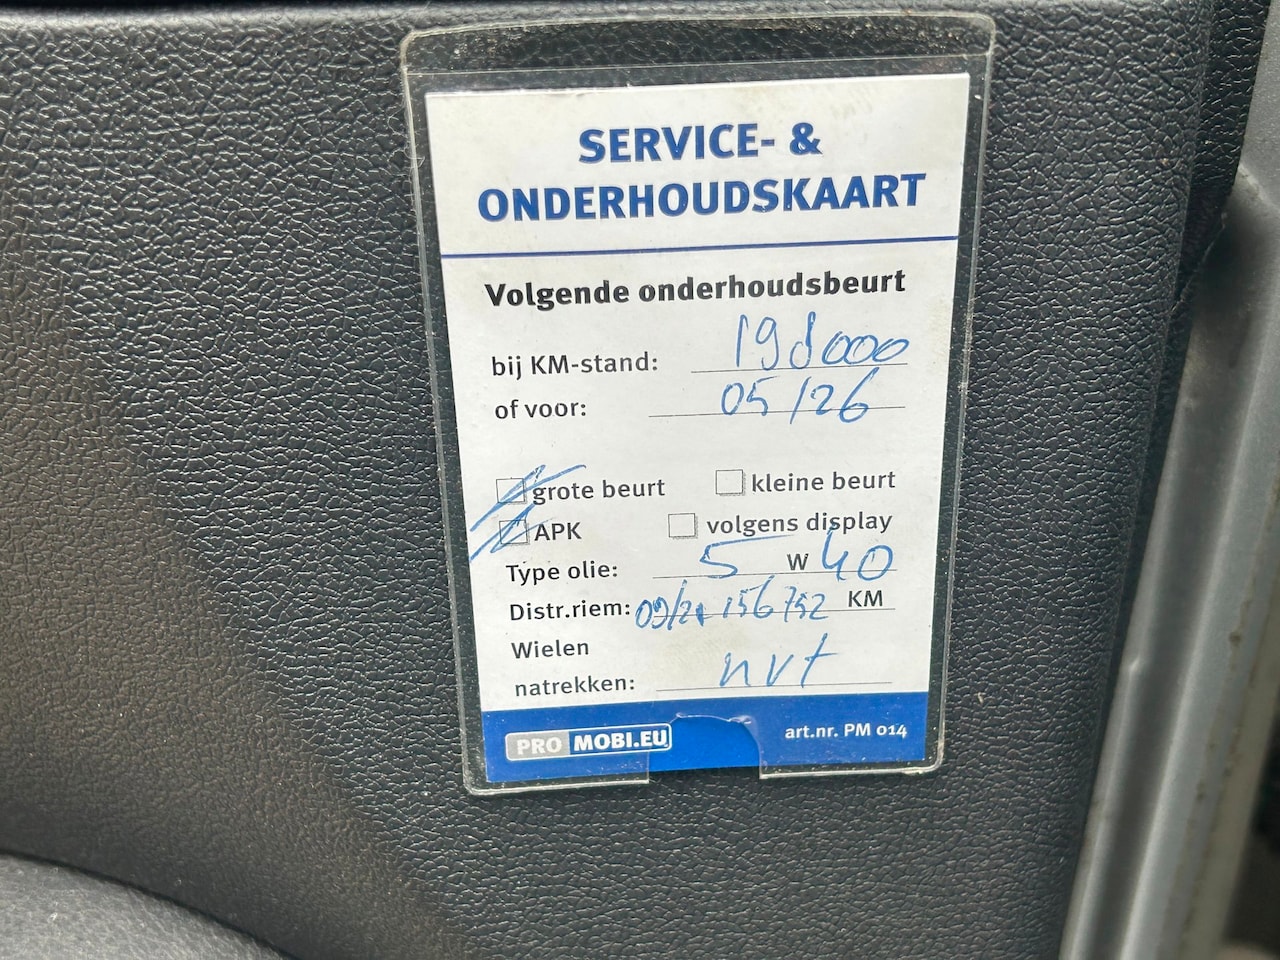 SERVICE- &
ONDERHOUDSKAART
Volgende onderhoudsbeurt
bij KM-stand: 198000
of voor: 05/26
grote beurt kleine beurt
APK volgens display
Type olie: 5 W 40
Distr.riem: 156752 KM
Wielen
natrekken: nvt
PRO MOBI.EU art.nr. PM 014